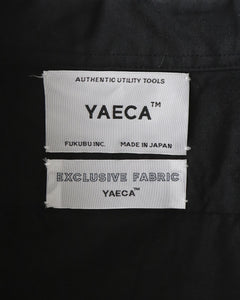 AUTHENTIC UTILITY TOOLS
YAECA™
FUKUBU INC. MADE IN JAPAN
EXCLUSIVE FABRIC
YAECA™